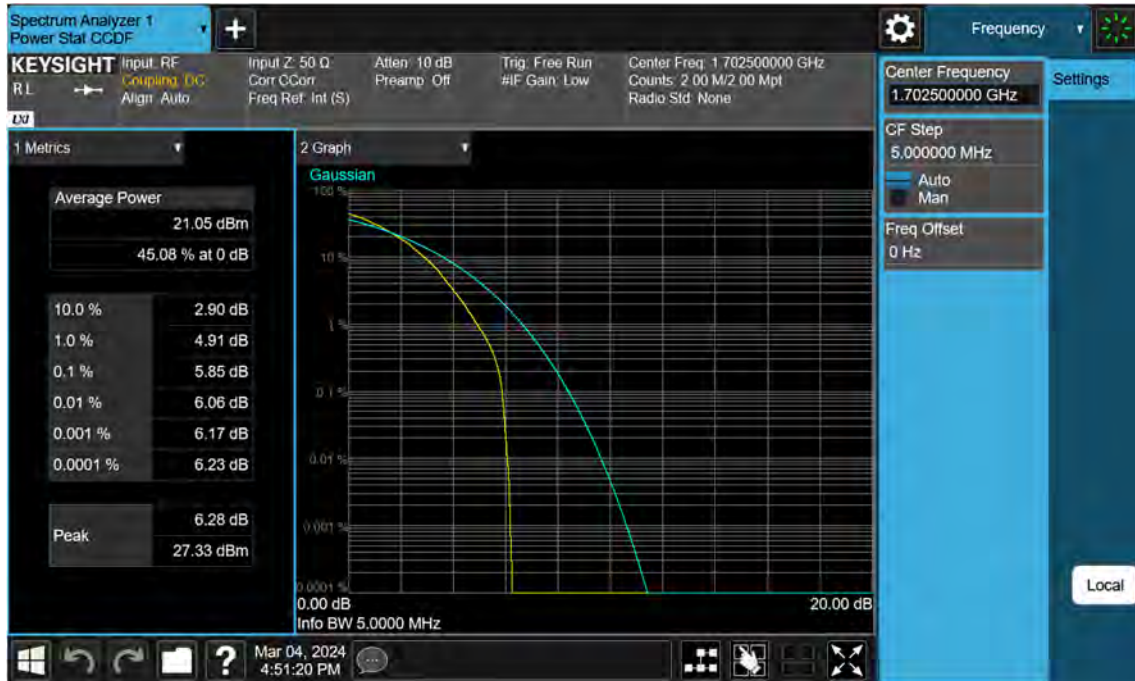 Spectrum Analyzer 1
Power Stat CCDF
+
Frequency
KEYSIGHT
RL
LXI
Input: RF
Coupling: DC
Align: Auto
Input Z: 50 Ω
Corr CCorr
Freq Ref: Int (S)
Atten: 10 dB
Preamp: Off
Trig: Free Run
#IF Gain: Low
Center Freq: 1.702500000 GHz
Counts: 2.00 M/2.00 Mpt
Radio Std: None
Center Frequency
1.702500000 GHz
Settings
CF Step
5.000000 MHz
Auto
Man
Freq Offset
0 Hz
Local
1 Metrics
Average Power
21.05 dBm
45.08 % at 0 dB
10.0 % 2.90 dB
1.0 % 4.91 dB
0.1 % 5.85 dB
0.01 % 6.06 dB
0.001 % 6.17 dB
0.0001 % 6.23 dB
Peak
6.28 dB
27.33 dBm
2 Graph
Gaussian
100 %
10 %
1 %
0.1 %
0.01 %
0.001 %
0.0001 %
0.00 dB 20.00 dB
Info BW 5.0000 MHz
?
Mar 04, 2024
4:51:20 PM